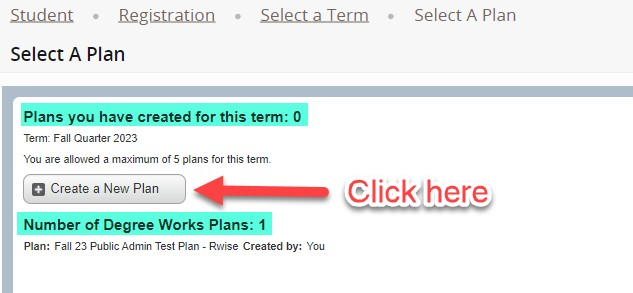 Student • Registration • Select a Term • Select A Plan
Select A Plan
Plans you have created for this term: 0
Term: Fall Quarter 2023
You are allowed a maximum of 5 plans for this term.
Create a New Plan
Click here
Number of Degree Works Plans: 1
Plan: Fall 23 Public Admin Test Plan - Rwise Created by: You